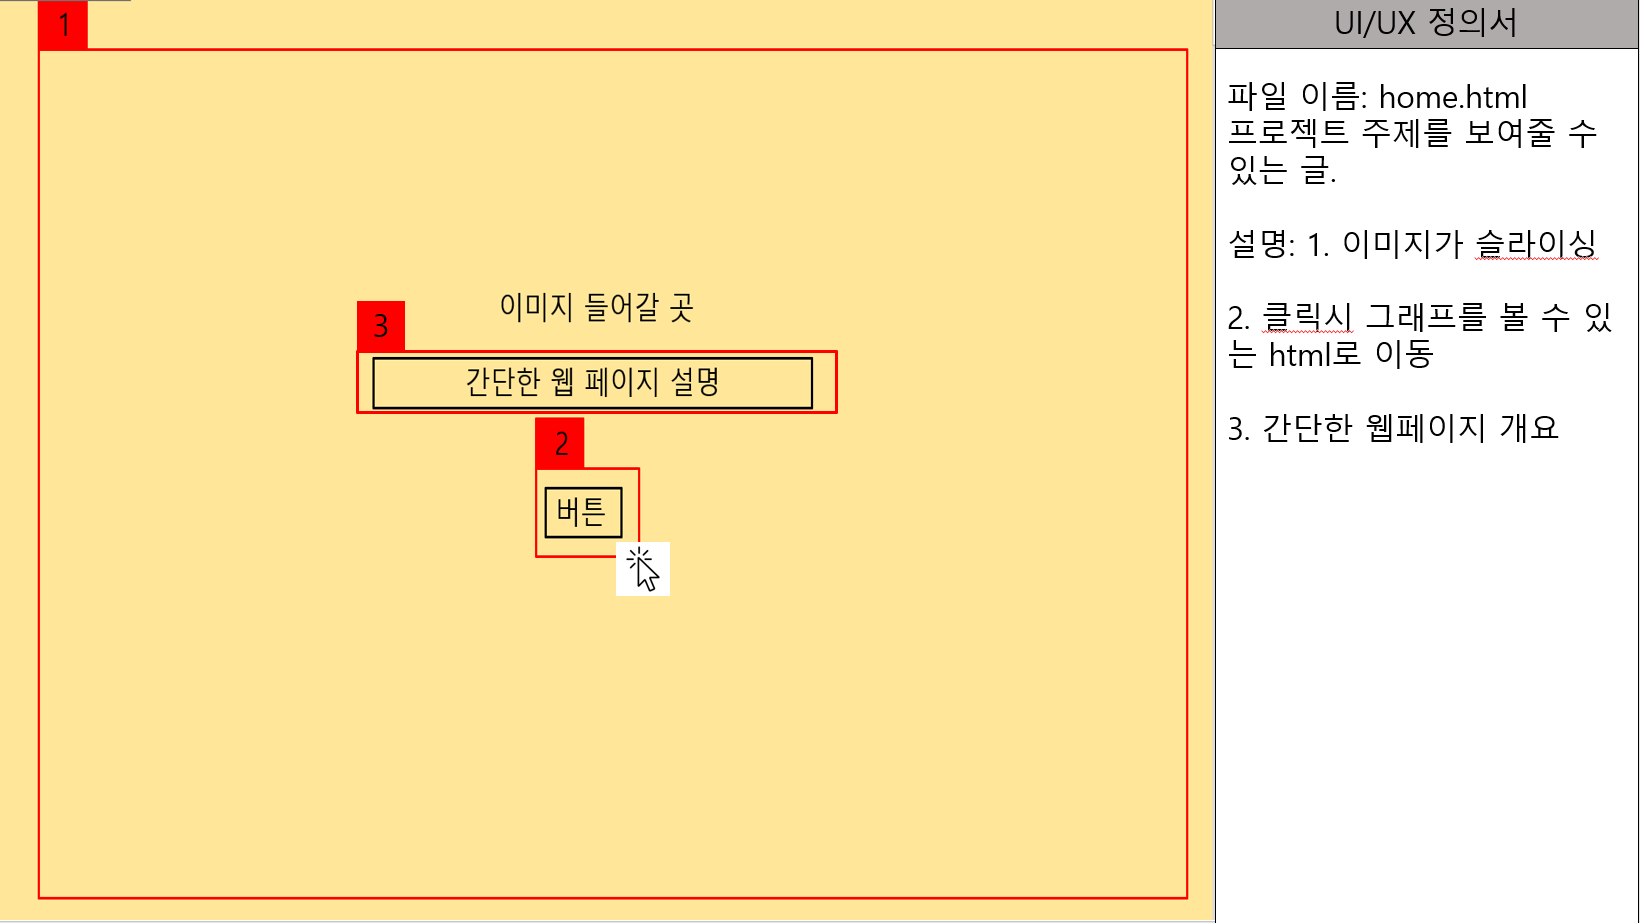 1
이미지 들어갈 곳
3
간단한 웹 페이지 설명
2
버튼
UI/UX 정의서
파일 이름: home.html
프로젝트 주제를 보여줄 수
있는 글.
설명: 1. 이미지가 슬라이싱
2. 클릭시 그래프를 볼 수 있
는 html로 이동
3. 간단한 웹페이지 개요